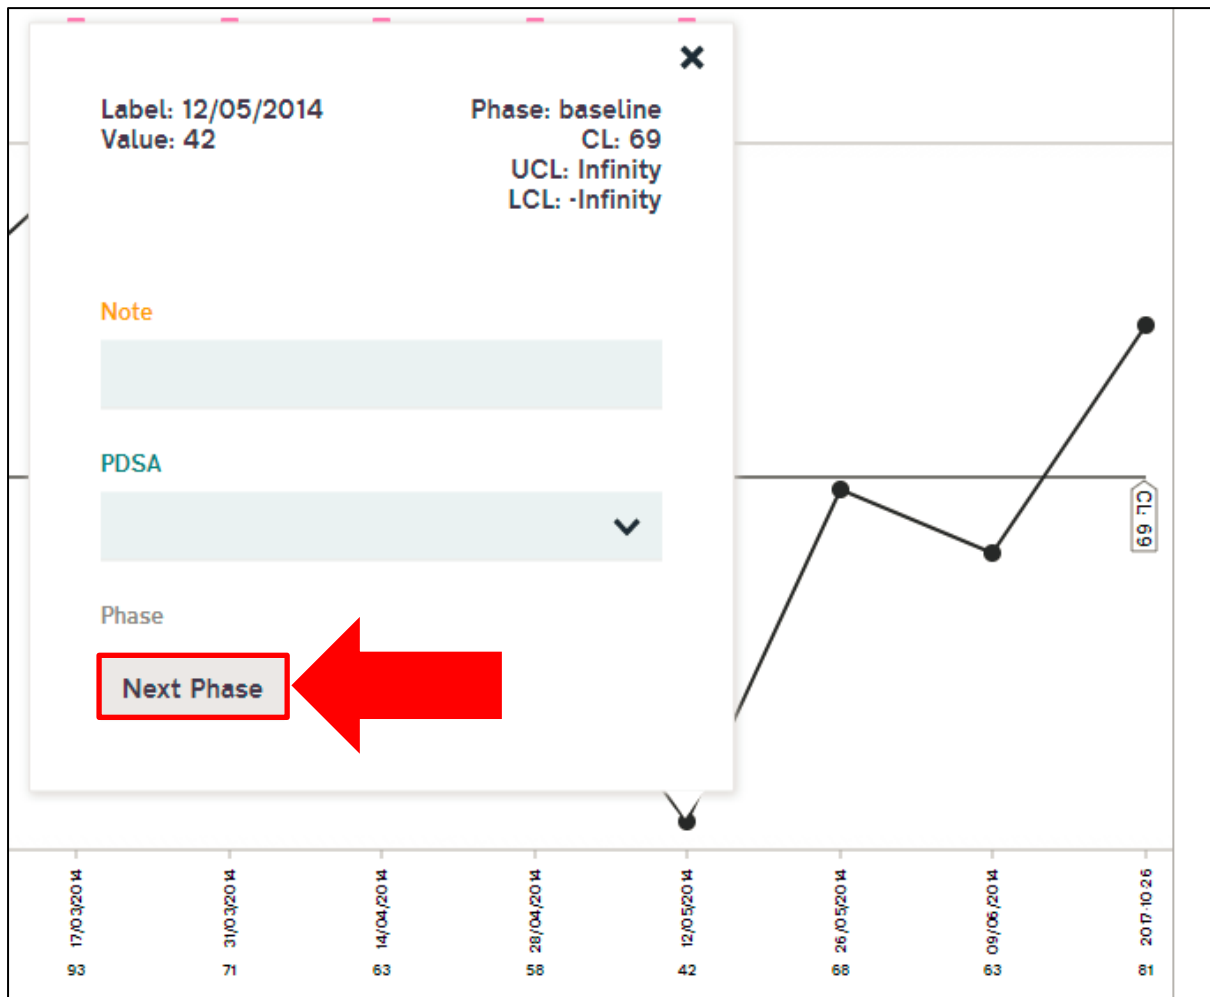 Label: 12/05/2014
Value: 42
Phase: baseline
CL: 69
UCL: Infinity
LCL: -Infinity
Note
PDSA
Phase
Next Phase
CL: 69
17/03/2014
31/03/2014
14/04/2014
28/04/2014
12/05/2014
26/05/2014
09/06/2014
2017-10-26
93
71
63
58
42
68
63
81